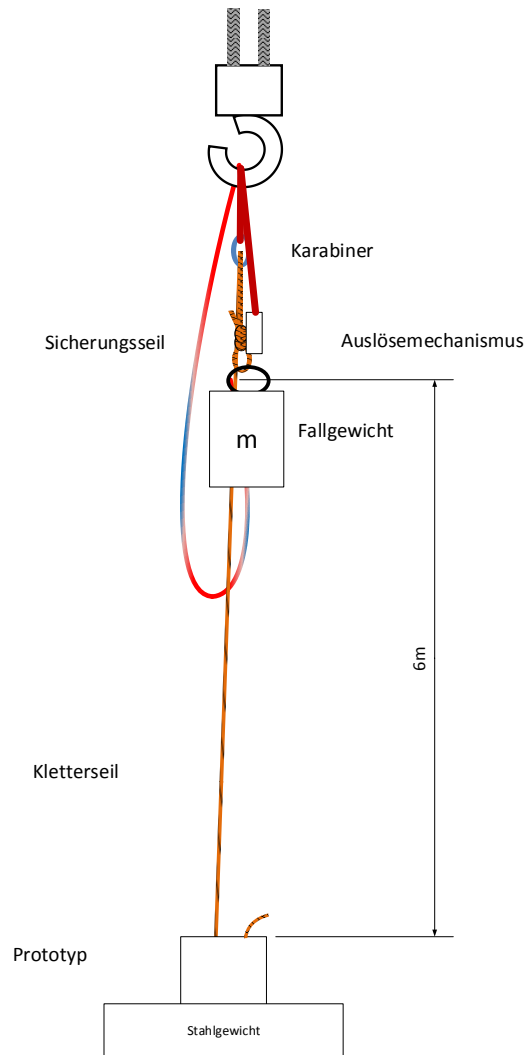 Karabiner
Sicherungsseil
Auslösemechanismus
Fallgewicht
m
6m
Kletterseil
Prototyp
Stahlgewicht